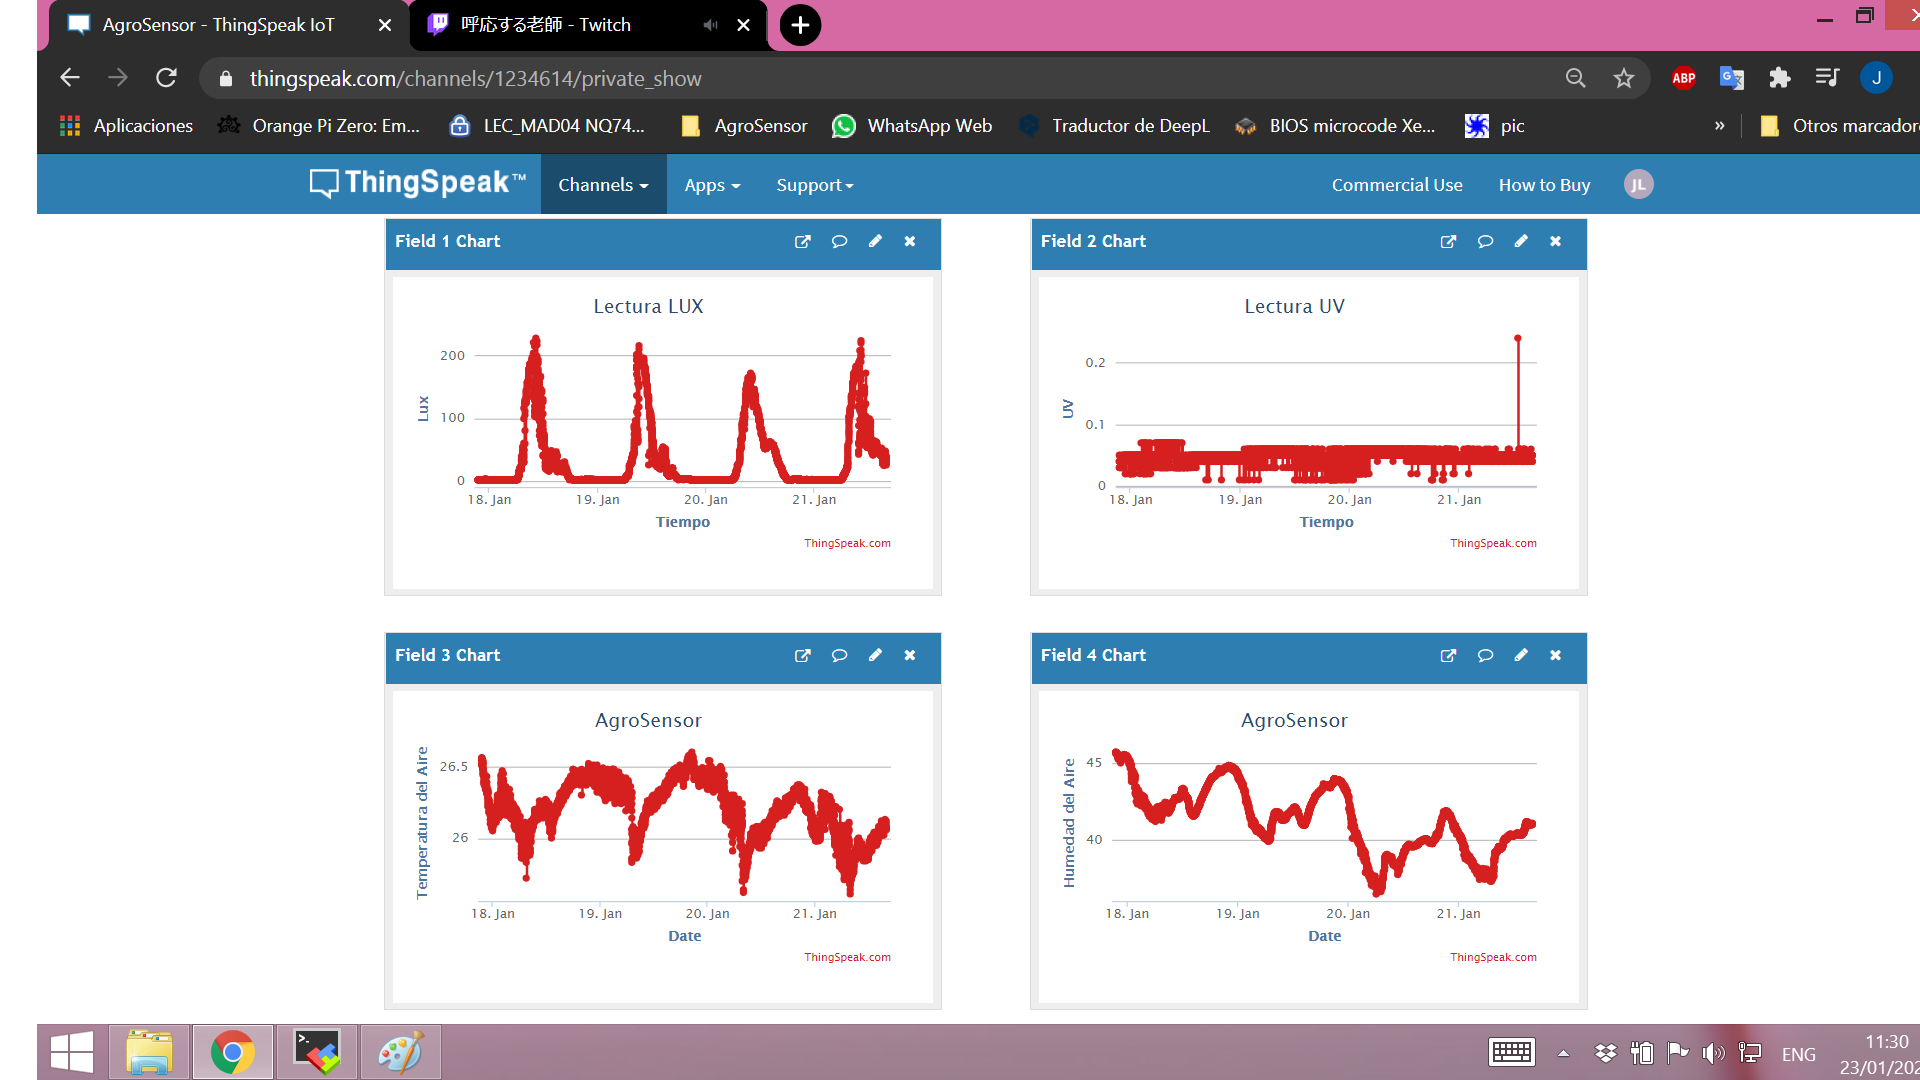 AgroSensor - ThingSpeak IoT
呼応する老師 - Twitch
thingspeak.com/channels/1234614/private_show
ABP
J
Aplicaciones
Orange Pi Zero: Em...
LEC_MAD04 NQ74...
AgroSensor
WhatsApp Web
Traductor de DeepL
BIOS microcode Xe...
pic
»
Otros marcador
ThingSpeak™
Channels
Apps
Support
Commercial Use
How to Buy
JL
Field 1 Chart
Lectura LUX
Lux
200
100
0
18. Jan
19. Jan
20. Jan
21. Jan
Tiempo
ThingSpeak.com
Field 2 Chart
Lectura UV
UV
0.2
0.1
0
18. Jan
19. Jan
20. Jan
21. Jan
Tiempo
ThingSpeak.com
Field 3 Chart
AgroSensor
Temperatura del Aire
26.5
26
18. Jan
19. Jan
20. Jan
21. Jan
Date
ThingSpeak.com
Field 4 Chart
AgroSensor
Humedad del Aire
45
40
18. Jan
19. Jan
20. Jan
21. Jan
Date
ThingSpeak.com
ENG
11:30
23/01/202